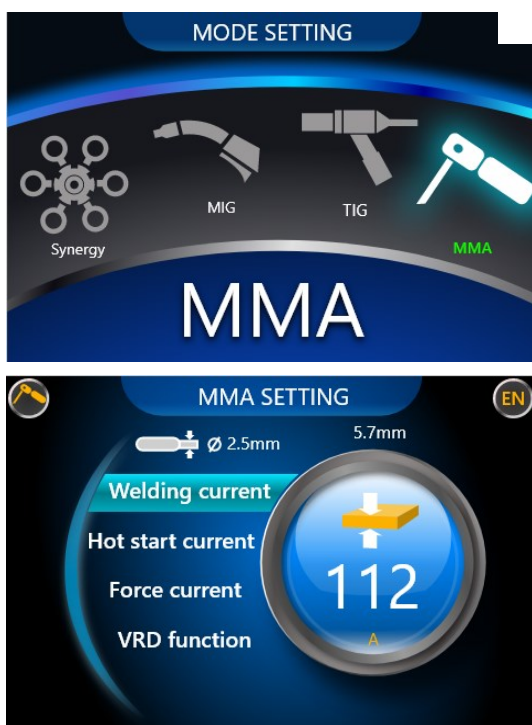 MODE SETTING
Synergy
MIG
TIG
MMA
MMA
MMA SETTING
EN
Ø 2.5mm
5.7mm
Welding current
Hot start current
Force current
VRD function
112
A